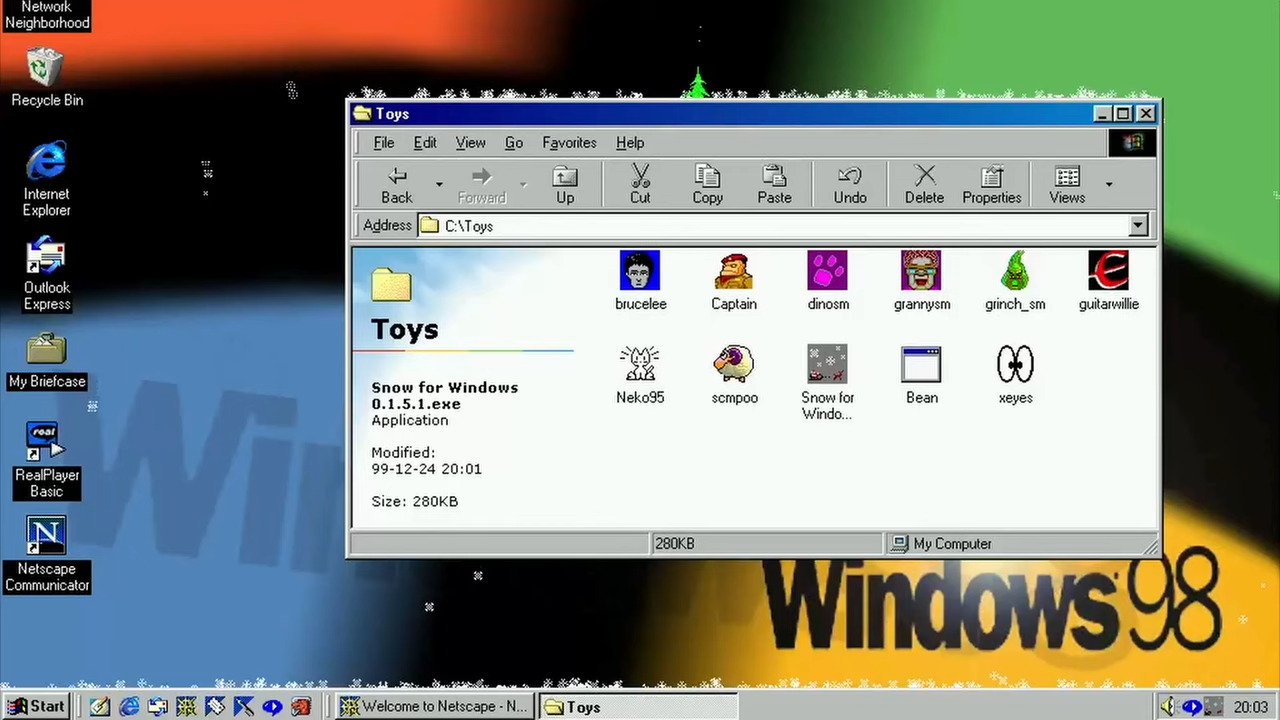 Network
Neighborhood
Recycle Bin
Internet
Explorer
Outlook
Express
My Briefcase
real
RealPlayer
Basic
N
Netscape
Communicator
Toys
File Edit View Go Favorites Help
Back Forward Up Cut Copy Paste Undo Delete Properties Views
Address C:\Toys
Toys
Snow for Windows
0.1.5.1.exe
Application
Modified:
99-12-24 20:01
Size: 280KB
brucelee Captain dinosm grannysm grinch_sm guitarwillie
Neko95 scmpoo Snow for
Windo... Bean xeyes
280KB My Computer
Windows 98
Start Welcome to Netscape - N... Toys 20:03